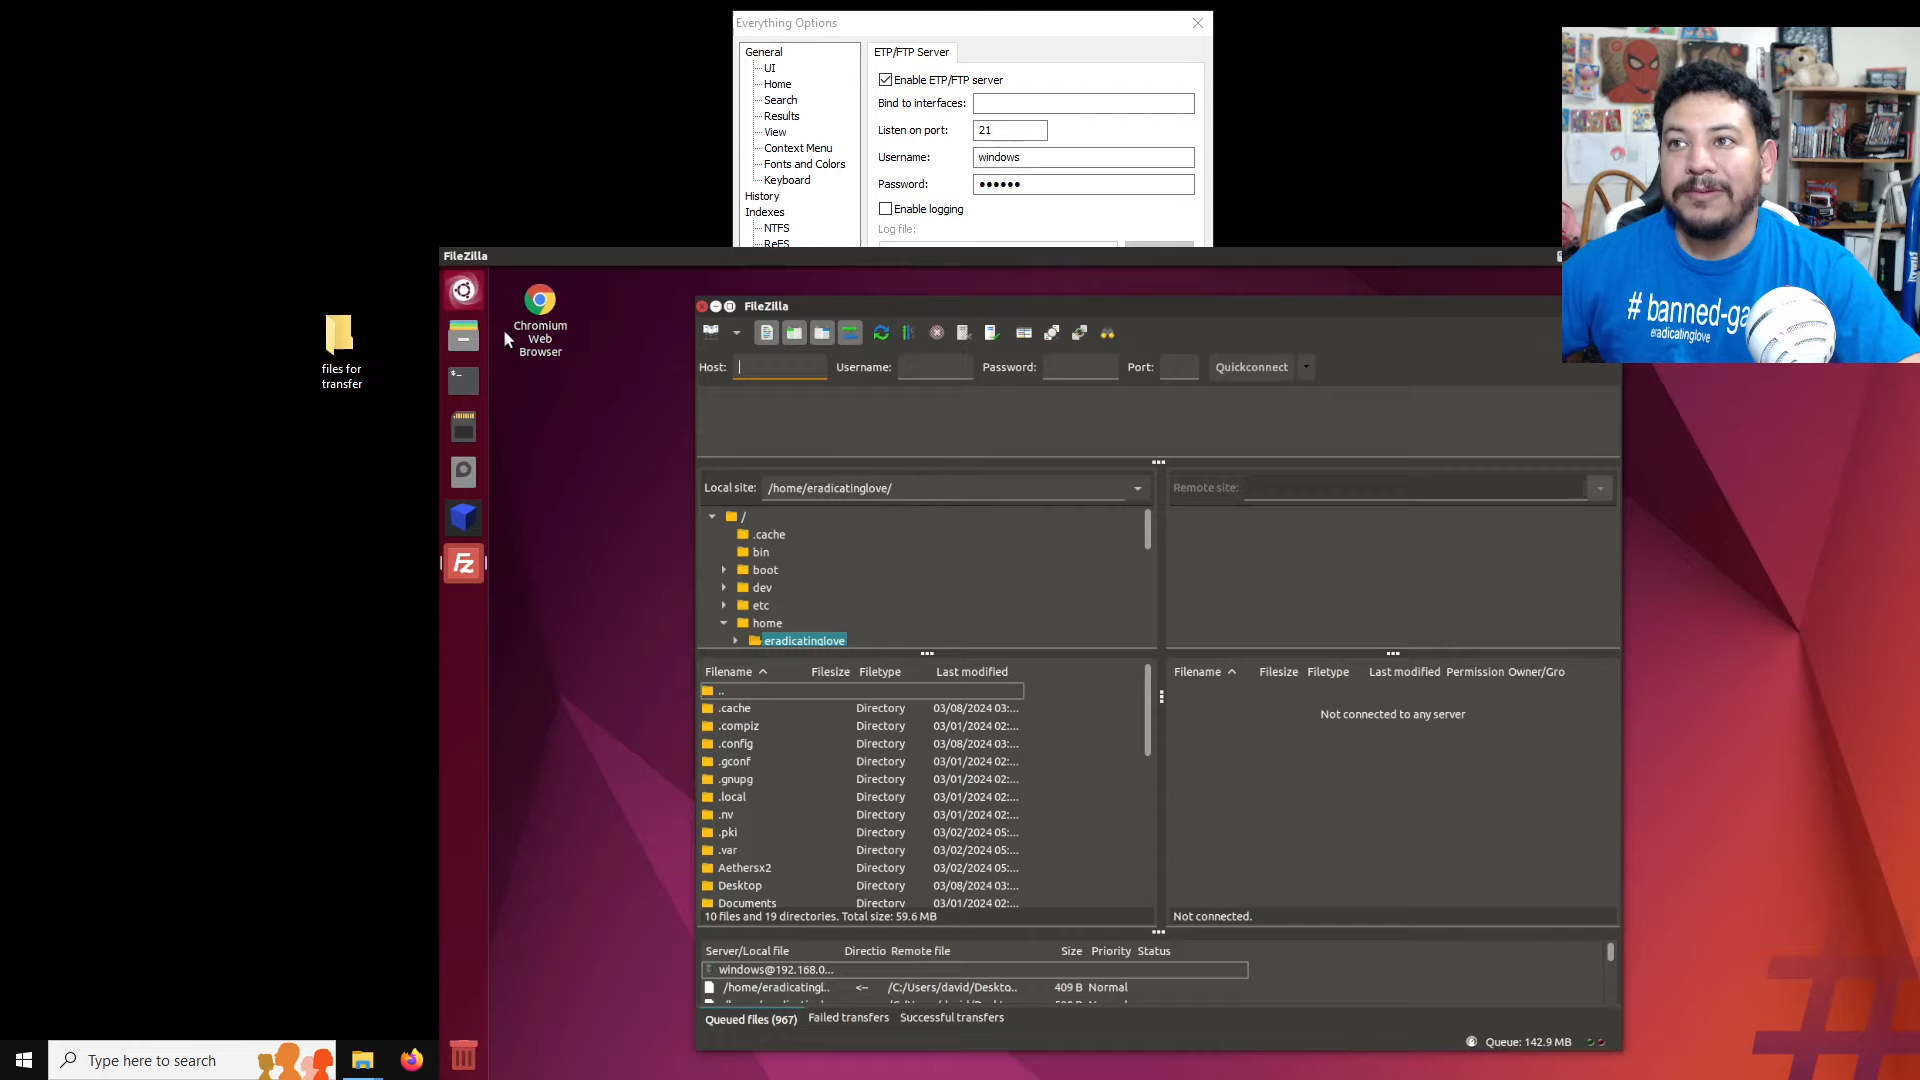 Everything Options
General
UI
Home
Search
Results
View
Context Menu
Fonts and Colors
Keyboard
History
Indexes
NTFS
ReFS
ETP/FTP Server
Enable ETP/FTP server
Bind to interfaces:
Listen on port: 21
Username: windows
Password: ●●●●●●
Enable logging
Log file:
# banned-ga
eradicatinglove
files for
transfer
FileZilla
Chromium
Web
Browser
FileZilla
Host: Username: Password: Port: Quickconnect
Local site: /home/eradicatinglove/
Remote site:
/
.cache
bin
boot
dev
etc
home
eradicatinglove
Filename Filesize Filetype Last modified
..
.cache Directory 03/08/2024 03:...
.compiz Directory 03/01/2024 02:...
.config Directory 03/08/2024 03:...
.gconf Directory 03/01/2024 02:...
.gnupg Directory 03/01/2024 02:...
.local Directory 03/01/2024 02:...
.nv Directory 03/01/2024 02:...
.pki Directory 03/02/2024 05:...
.var Directory 03/02/2024 05:...
Aethersx2 Directory 03/02/2024 05:...
Desktop Directory 03/08/2024 03:...
Documents Directory 03/01/2024 02:...
10 files and 19 directories. Total size: 59.6 MB
Filename Filesize Filetype Last modified Permission Owner/Gro
Not connected to any server
Not connected.
Server/Local file Directio Remote file Size Priority Status
windows@192.168.0...
/home/eradicatingl.. <-- /C:/Users/david/Deskto.. 409 B Normal
Queued files (967) Failed transfers Successful transfers
Queue: 142.9 MB
Type here to search
Fz
#